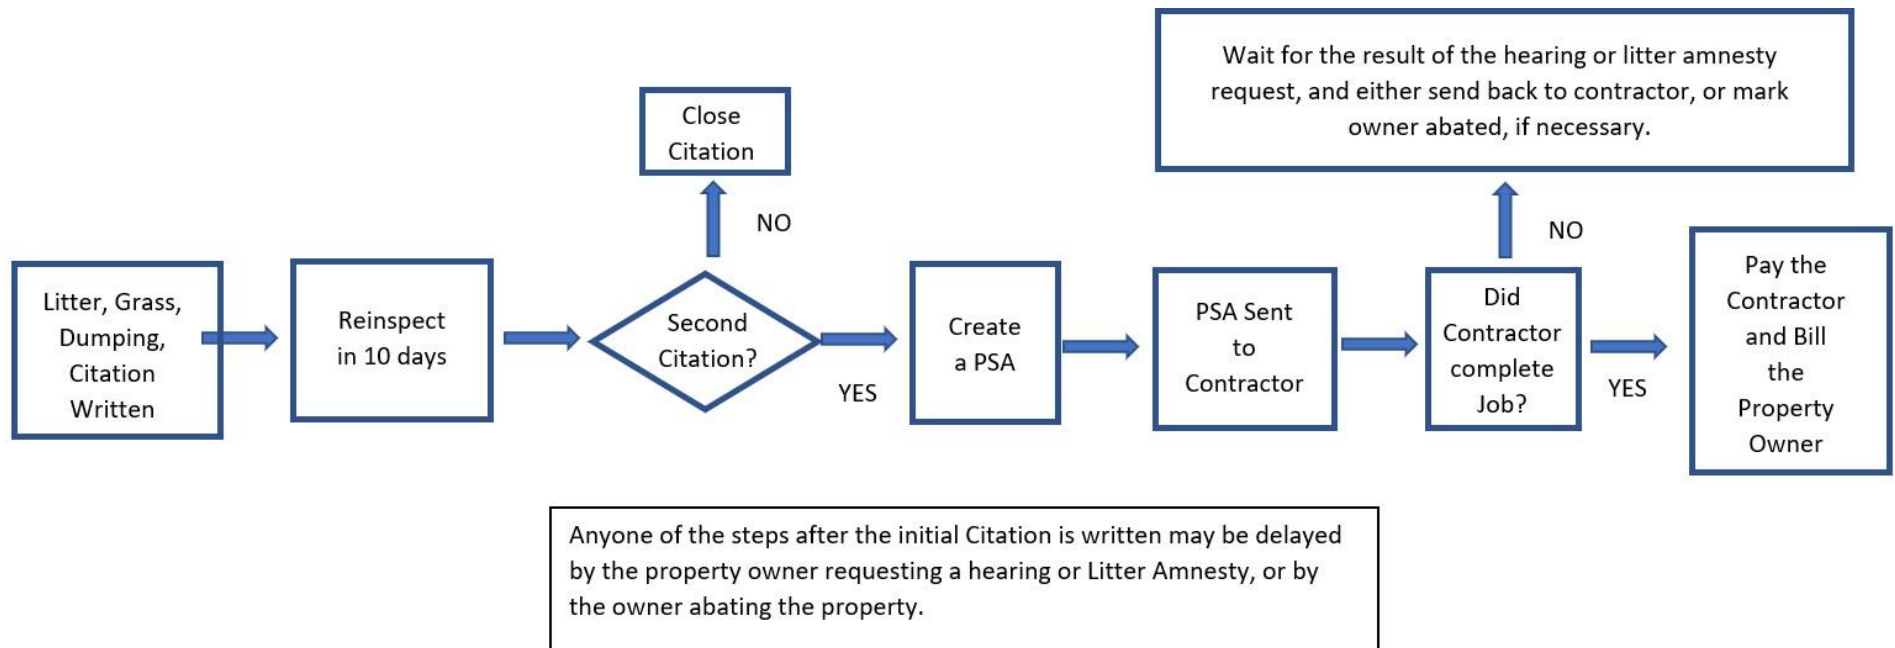 Litter, Grass,
Dumping,
Citation
Written
Reinspect
in 10 days
Second
Citation?
NO
Close
Citation
YES
Create
a PSA
PSA Sent
to
Contractor
Did
Contractor
complete
Job?
NO
Wait for the result of the hearing or litter amnesty
request, and either send back to contractor, or mark
owner abated, if necessary.
YES
Pay the
Contractor
and Bill
the
Property
Owner
Anyone of the steps after the initial Citation is written may be delayed
by the property owner requesting a hearing or Litter Amnesty, or by
the owner abating the property.